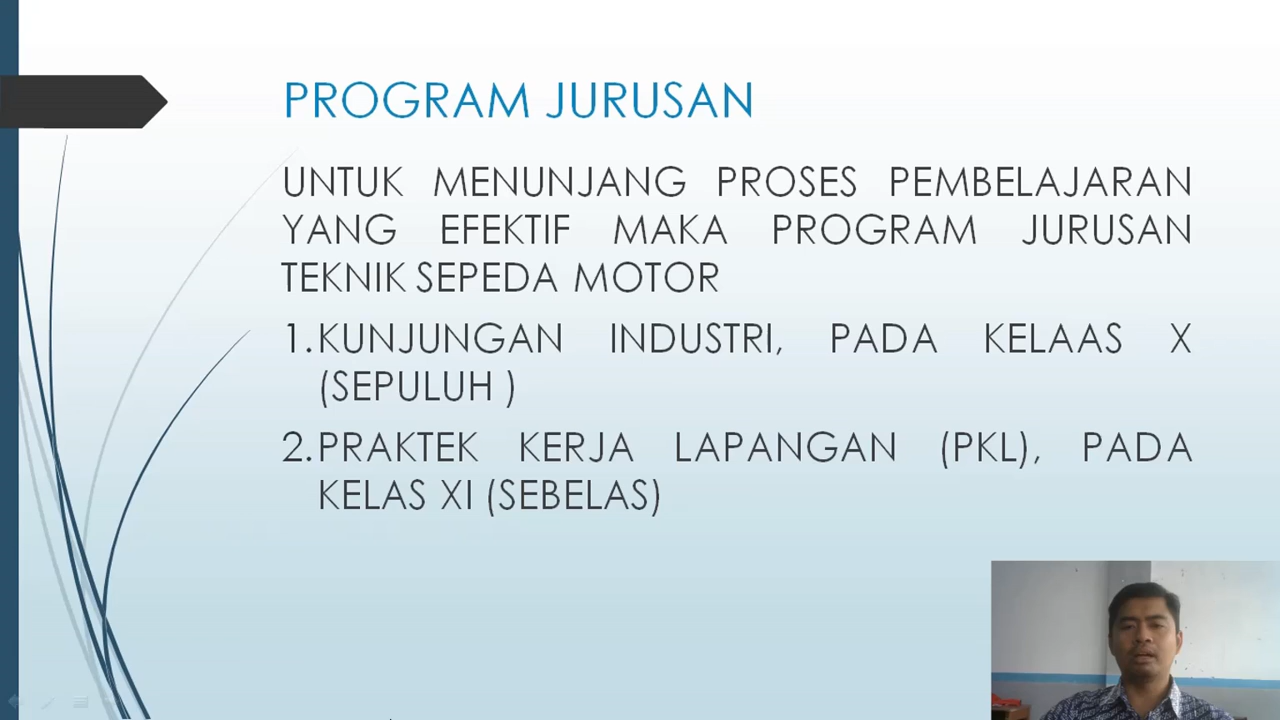 PROGRAM JURUSAN
UNTUK MENUNJANG PROSES PEMBELAJARAN
YANG EFEKTIF MAKA PROGRAM JURUSAN
TEKNIK SEPEDA MOTOR
1. KUNJUNGAN INDUSTRI, PADA KELAAS X
(SEPULUH )
2. PRAKTEK KERJA LAPANGAN (PKL), PADA
KELAS XI (SEBELAS)